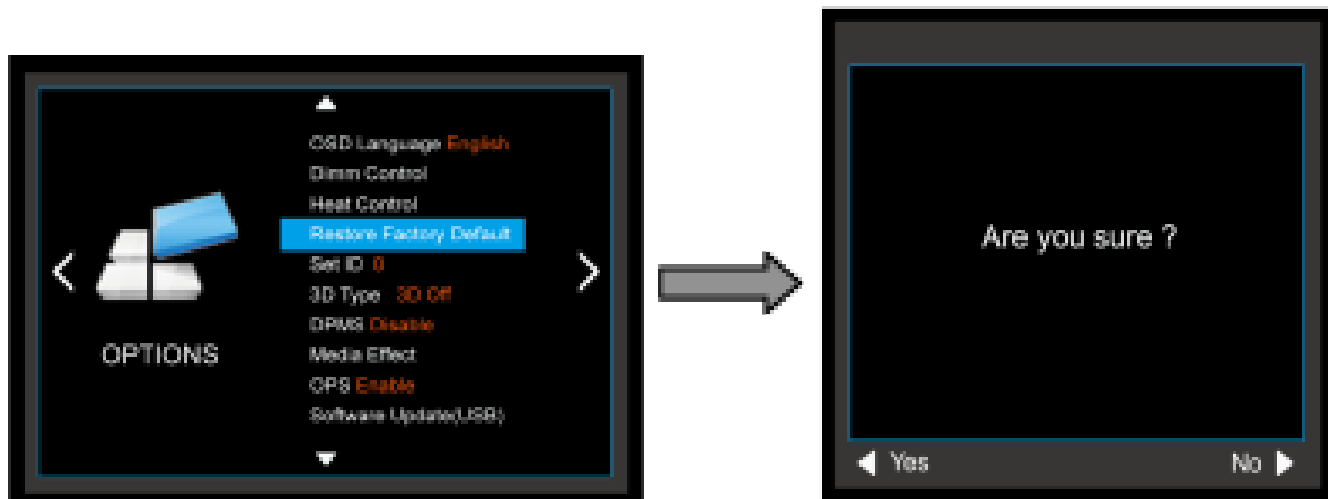 OSD Language English
Dimm Control
Heat Control
Restore Factory Default
Set ID 0
3D Type 3D Off
DPMS Disable
Media Effect
OPS Enable
Software Update(USB)
OPTIONS
Are you sure ?
Yes No